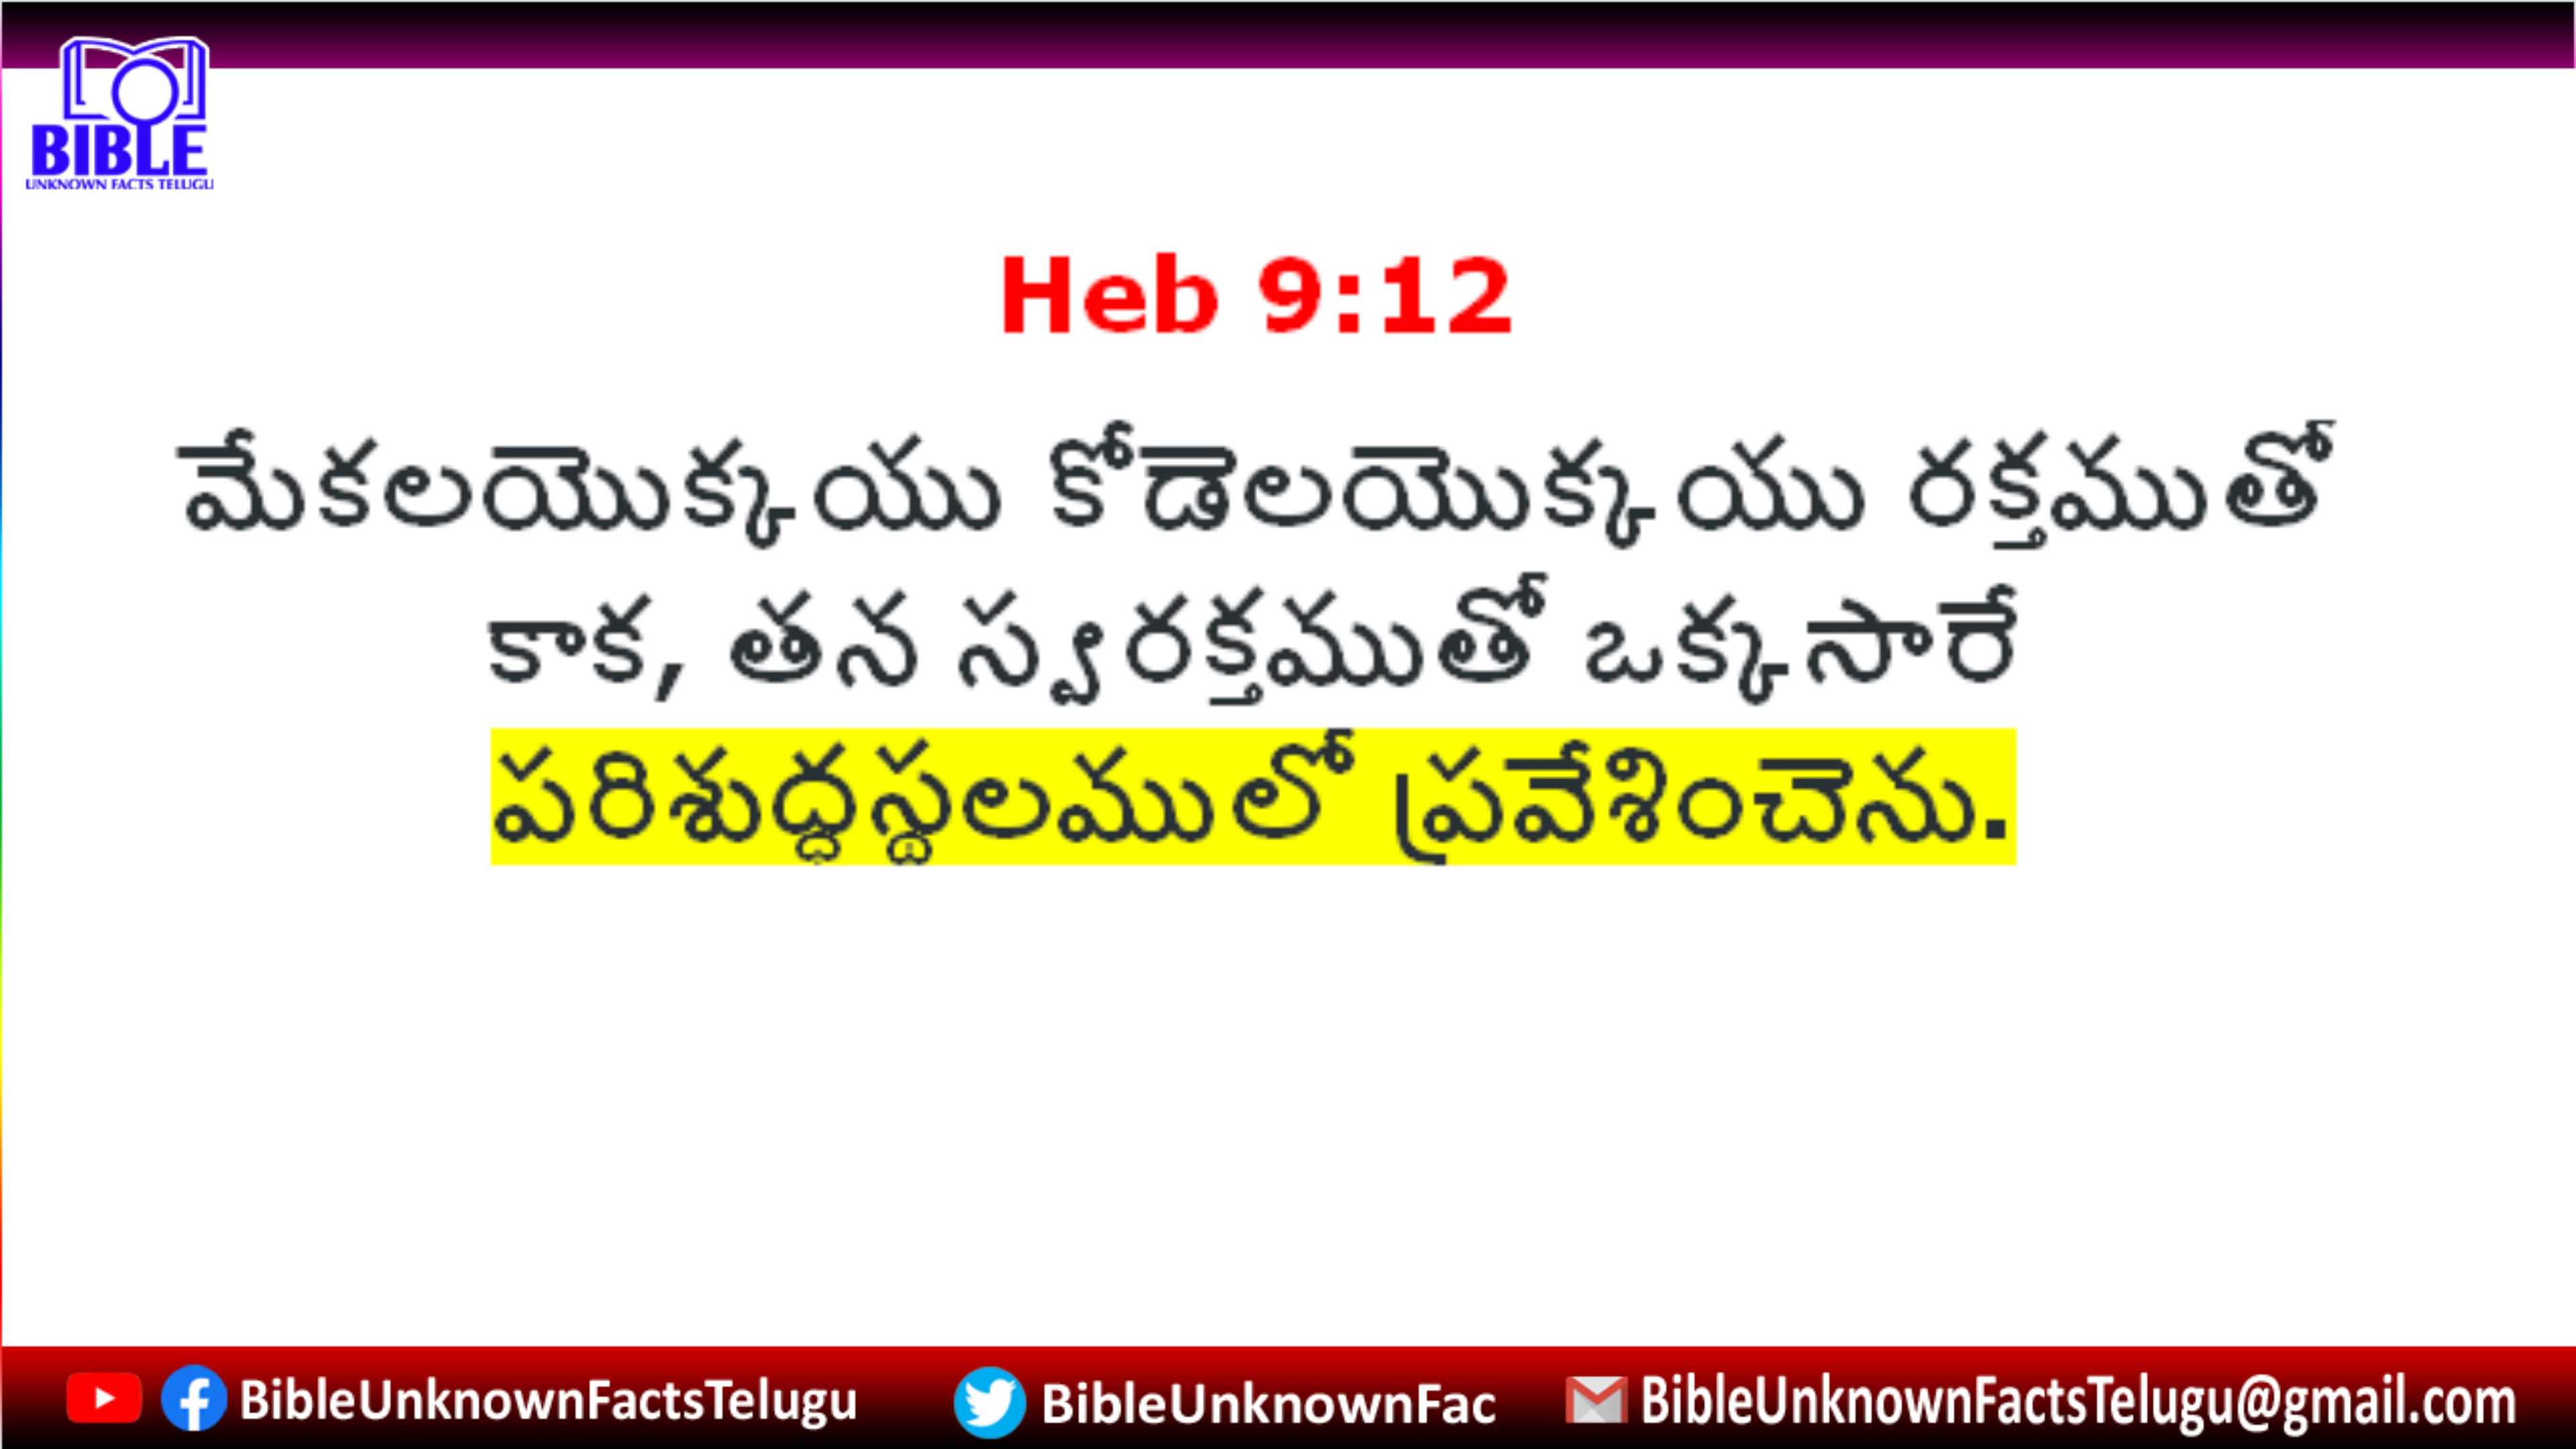 BIBLE
UNKNOWN FACTS TELUGU
Heb 9:12
మేకలయొక్కయు కోడెలయొక్కయు రక్తముతో
కాక, తన స్వరక్తముతో ఒక్కసారే
పరిశుద్ధస్థలములో ప్రవేశించెను.
BibleUnknownFactsTelugu
BibleUnknownFac
BibleUnknownFactsTelugu@gmail.com